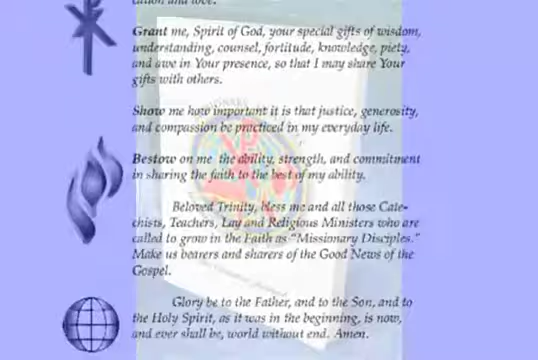 cation and love.
Grant me, Spirit of God, your special gifts of wisdom,
understanding, counsel, fortitude, knowledge, piety,
and awe in Your presence, so that I may share Your
gifts with others.
Show me how important it is that justice, generosity,
and compassion be practiced in my everyday life.
Bestow on me the ability, strength, and commitment
in sharing the faith to the best of my ability.
Beloved Trinity, bless me and all those Cate-
chists, Teachers, Lay and Religious Ministers who are
called to grow in the Faith as "Missionary Disciples."
Make us bearers and sharers of the Good News of the
Gospel.
Glory be to the Father, and to the Son, and to
the Holy Spirit, as it was in the beginning, is now,
and ever shall be, world without end. Amen.